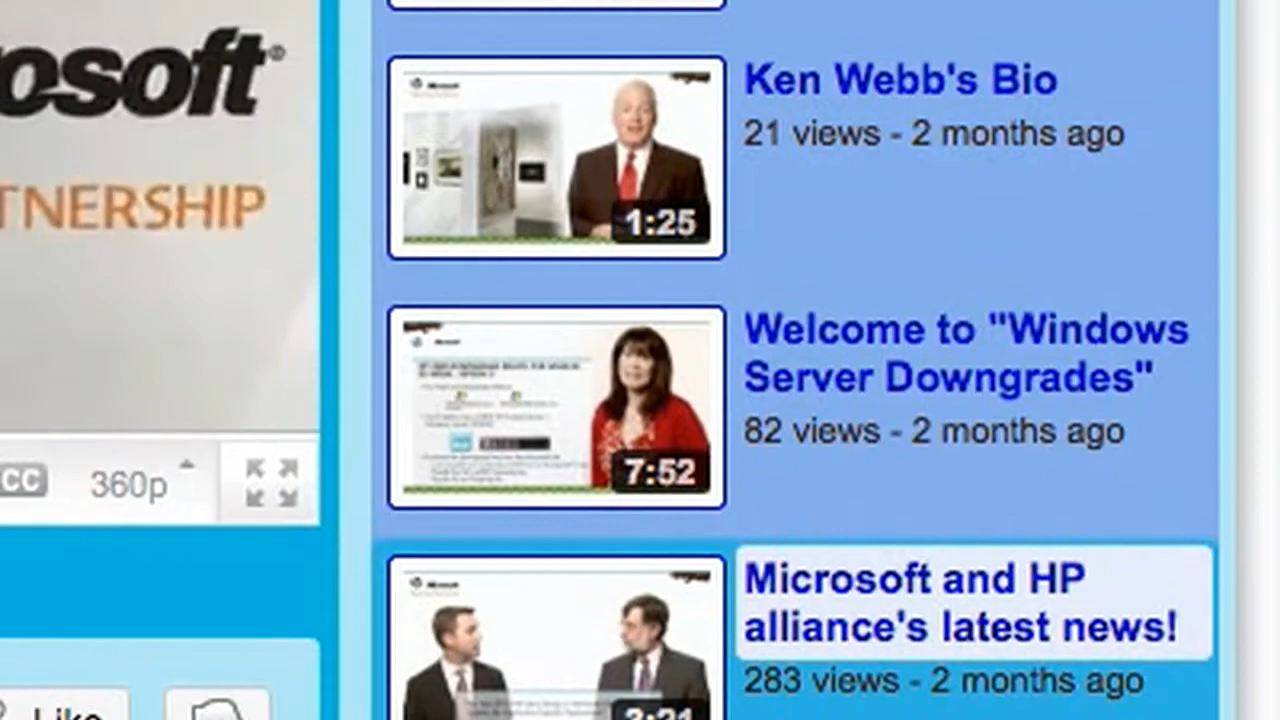 osoft®
TNERSHIP
CC
360p
Like
Ken Webb's Bio
21 views - 2 months ago
1:25
Welcome to "Windows
Server Downgrades"
82 views - 2 months ago
7:52
Microsoft and HP
alliance's latest news!
283 views - 2 months ago